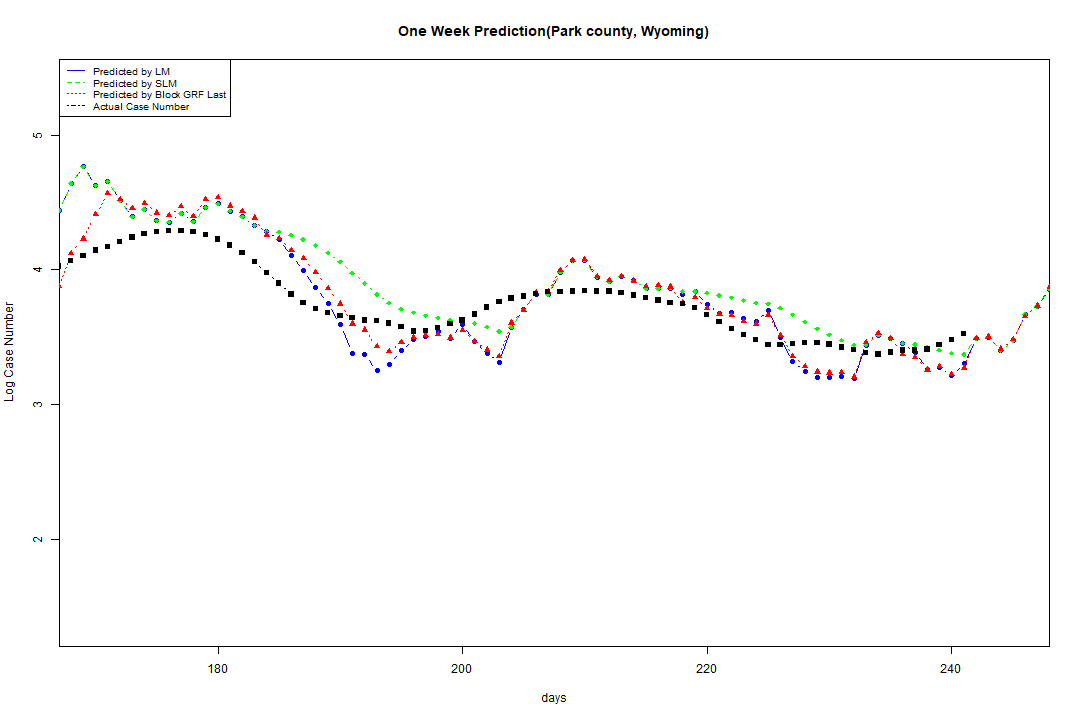 One Week Prediction(Park county, Wyoming)
Predicted by LM
Predicted by SLM
Predicted by Block GRF Last
Actual Case Number
5
4
3
2
Log Case Number
180 200 220 240
days